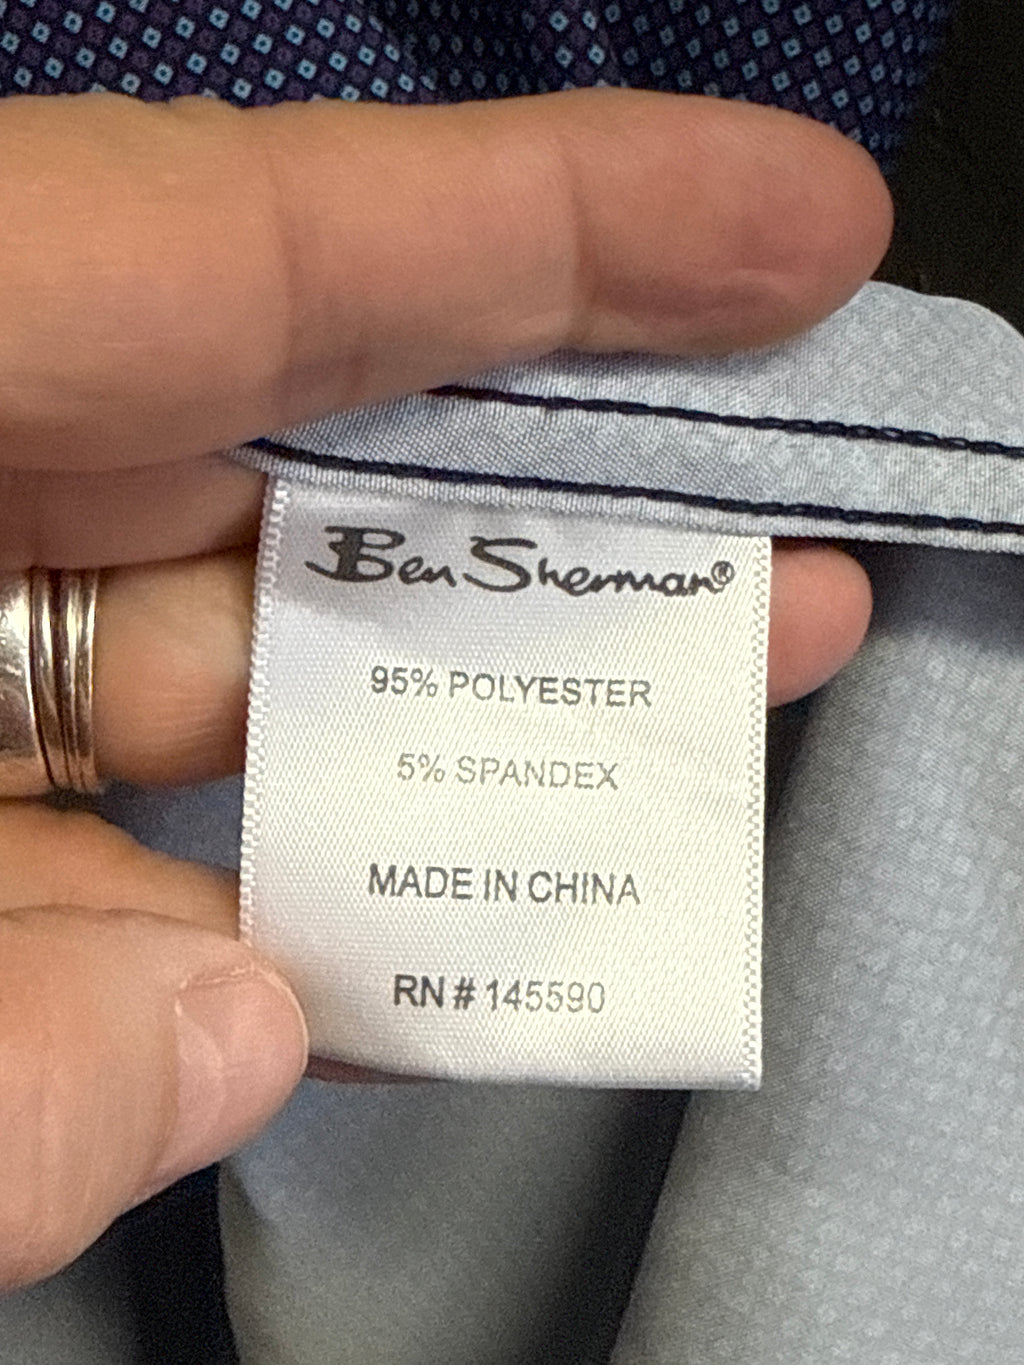 Ben Sherman®
95% POLYESTER
5% SPANDEX
MADE IN CHINA
RN # 145590